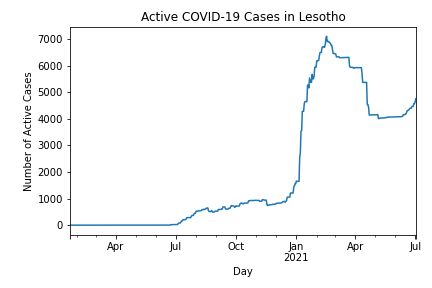 Active COVID-19 Cases in Lesotho
Number of Active Cases
7000
6000
5000
4000
3000
2000
1000
0
Apr Jul Oct Jan Apr Jul
2021
Day